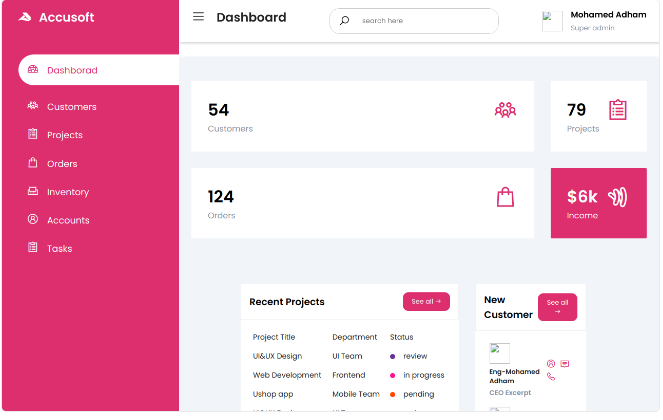 Accusoft
Dashboard
search here
Mohamed Adham
Super admin
Dashborad
Customers
Projects
Orders
Inventory
Accounts
Tasks
54
Customers
79
Projects
124
Orders
$6k
Income
Recent Projects
See all →
Project Title Department Status
UI&UX Design UI Team review
Web Development Frontend in progress
Ushop app Mobile Team pending
New
Customer
See all
→
Eng-Mohamed
Adham
CEO Excerpt